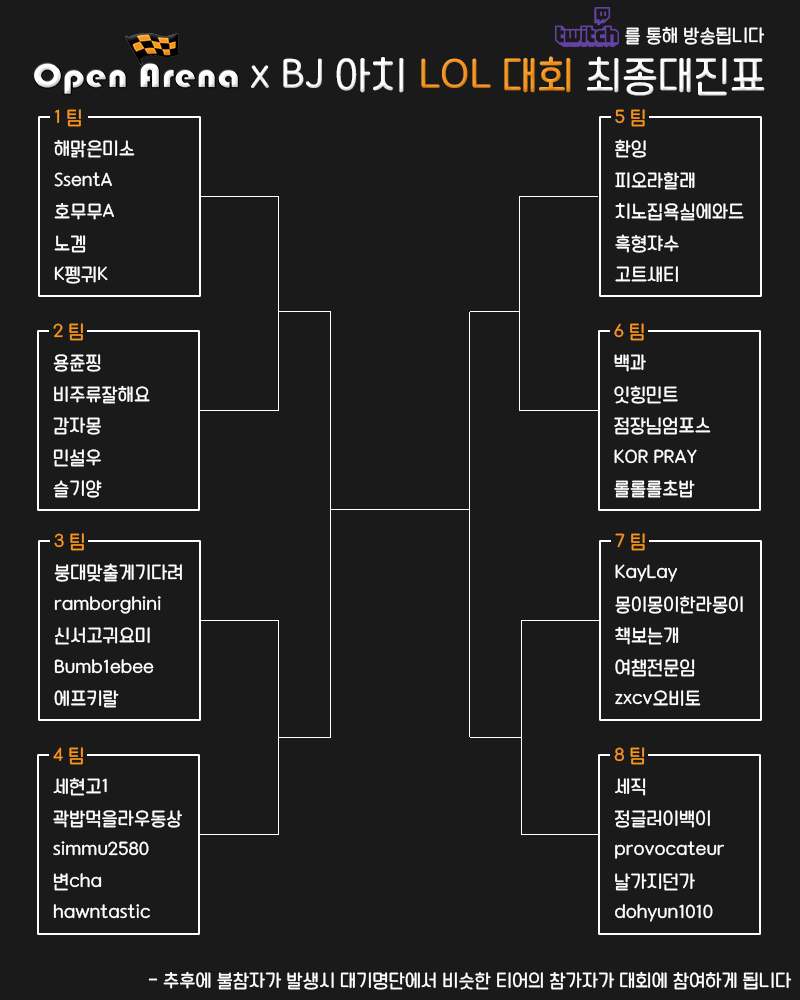 twitch 를 통해 방송됩니다
Open Arena x BJ 아치 LOL 대회 최종대진표
1 팀
해맑은미소
SsentA
호무무A
노겜
K펭귀K
2 팀
용쥰찡
비주류잘해요
감자몽
민설우
슬기양
3 팀
붕대맞출게기다려
ramborghini
신서고귀요미
Bumb1ebee
에프키랄
4 팀
세현고1
곽밥먹을라우동상
simmu2580
변cha
hawntastic
5 팀
환잉
피오라할래
치노집욕실에와드
흑형쟈수
고트새티
6 팀
백과
잇힝민트
점장님엄포스
KOR PRAY
롤롤롤초밥
7 팀
KayLay
몽이몽이한라몽이
책보는개
여챔전문임
zxcv오비토
8 팀
세직
정글러이백이
provocateur
날가지던가
dohyun1010
- 추후에 불참자가 발생시 대기명단에서 비슷한 티어의 참가자가 대회에 참여하게 됩니다